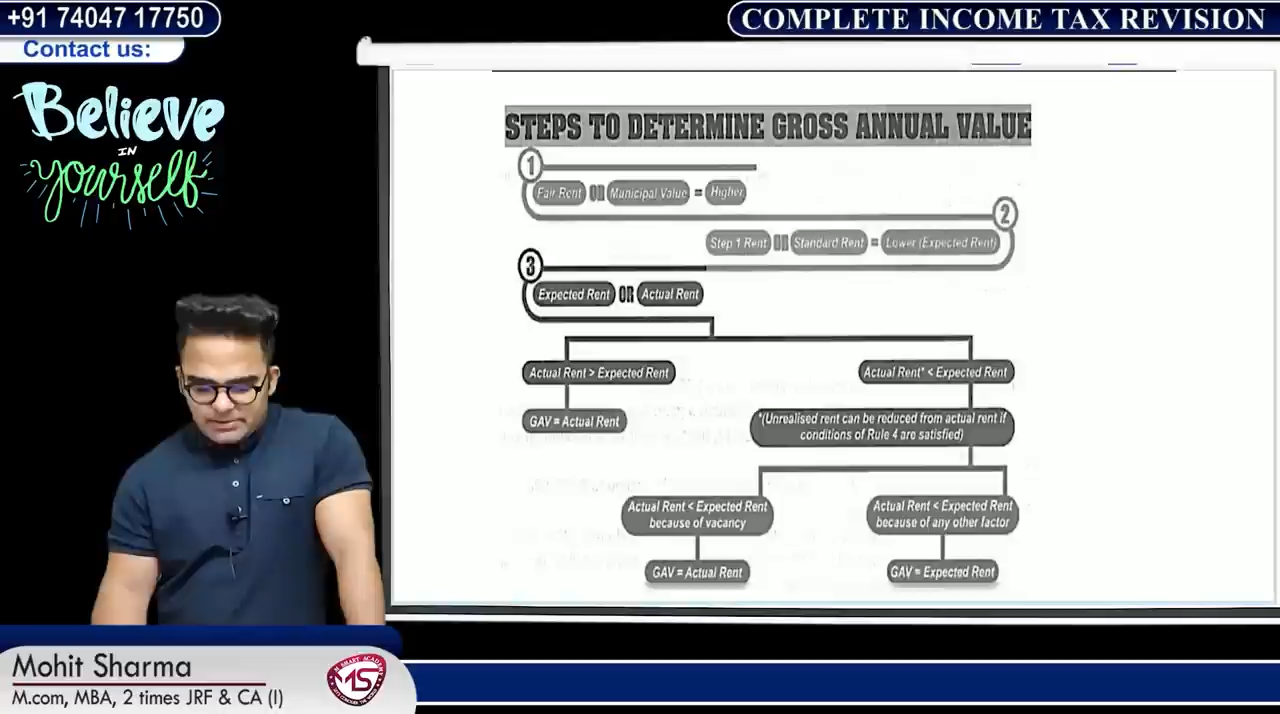 +91 74047 17750
Contact us:
COMPLETE INCOME TAX REVISION
Believe
IN
yourself
STEPS TO DETERMINE GROSS ANNUAL VALUE
1
Fair Rent OR Municipal Value = Higher
2
Step 1 Rent OR Standard Rent = Lower (Expected Rent)
3
Expected Rent OR Actual Rent
Actual Rent > Expected Rent
Actual Rent* < Expected Rent
GAV = Actual Rent
*(Unrealised rent can be reduced from actual rent if
conditions of Rule 4 are satisfied)
Actual Rent < Expected Rent
because of vacancy
Actual Rent < Expected Rent
because of any other factor
GAV = Actual Rent
GAV = Expected Rent
Mohit Sharma
M.com, MBA, 2 times JRF & CA (I)
MS